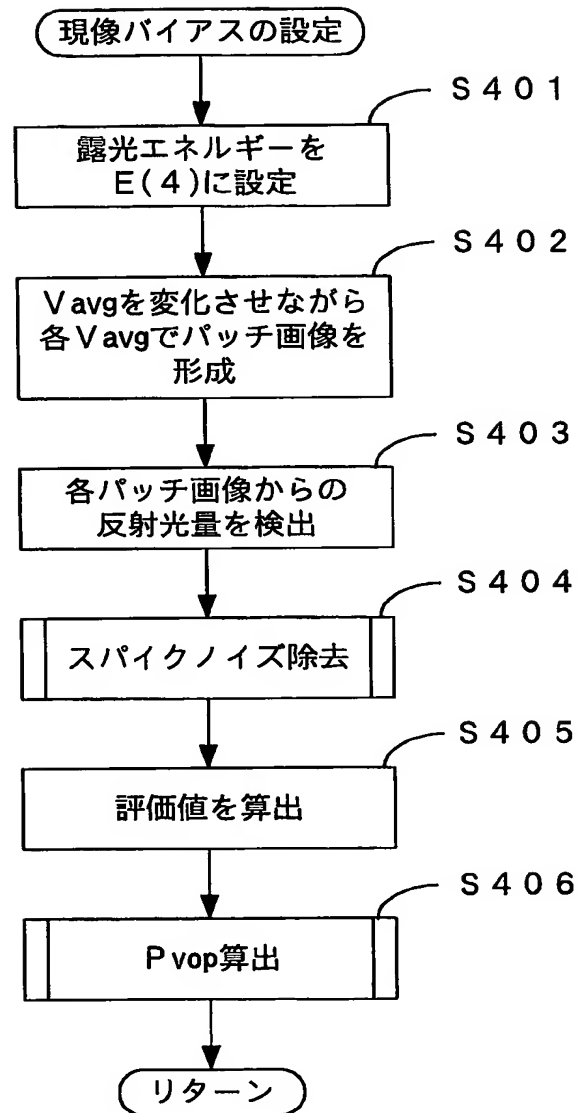 現像バイアスの設定
S401
露光エネルギーを
E(4)に設定
S402
Vavgを変化させながら
各Vavgでパッチ画像を
形成
S403
各パッチ画像からの
反射光量を検出
S404
スパイクノイズ除去
S405
評価値を算出
S406
Pvop算出
リターン